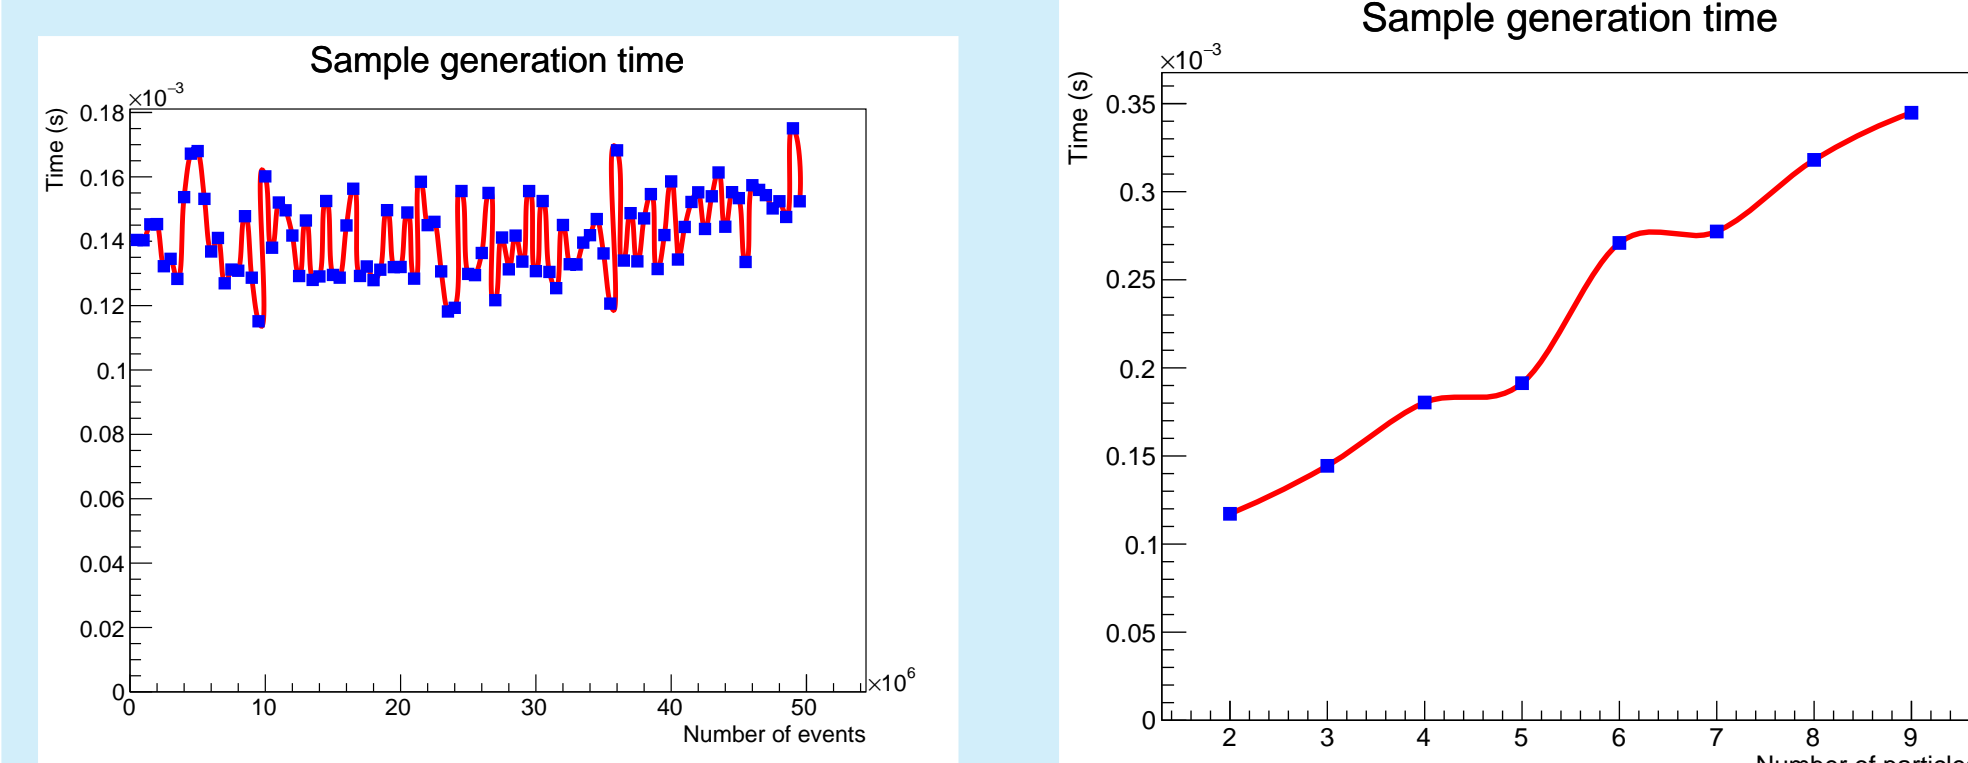 Sample generation time
×10⁻³
Time (s)
0.18
0.16
0.14
0.12
0.1
0.08
0.06
0.04
0.02
0
0 10 20 30 40 50
×10⁶
Number of events
Sample generation time
×10⁻³
Time (s)
0.35
0.3
0.25
0.2
0.15
0.1
0.05
0
2 3 4 5 6 7 8 9
Number of